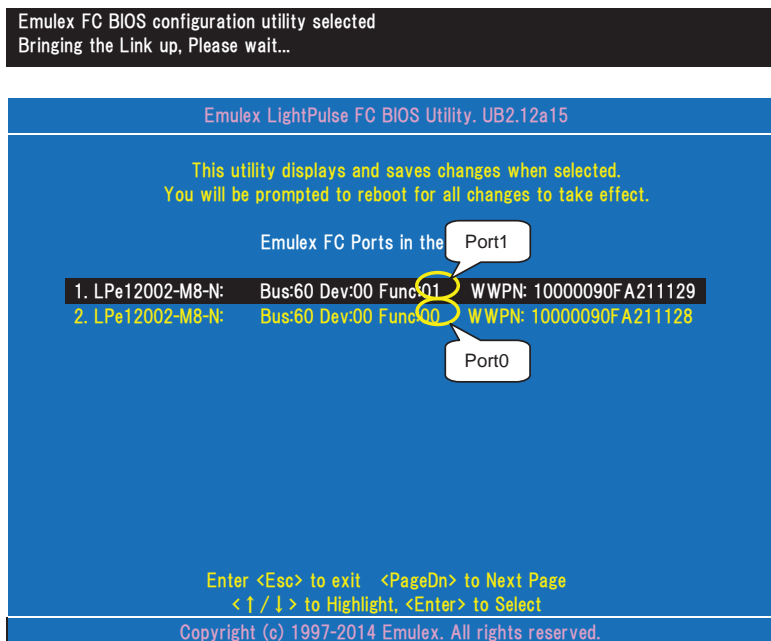 Emulex FC BIOS configuration utility selected
Bringing the Link up, Please wait...
Emulex LightPulse FC BIOS Utility. UB2.12a15
This utility displays and saves changes when selected.
You will be prompted to reboot for all changes to take effect.
Emulex FC Ports in the
Port1
1. LPe12002-M8-N: Bus:60 Dev:00 Func:01 WWPN: 10000090FA211129
2. LPe12002-M8-N: Bus:60 Dev:00 Func:00 WWPN: 10000090FA211128
Port0
Enter <Esc> to exit <PageDn> to Next Page
<↑/↓> to Highlight, <Enter> to Select
Copyright (c) 1997-2014 Emulex. All rights reserved.